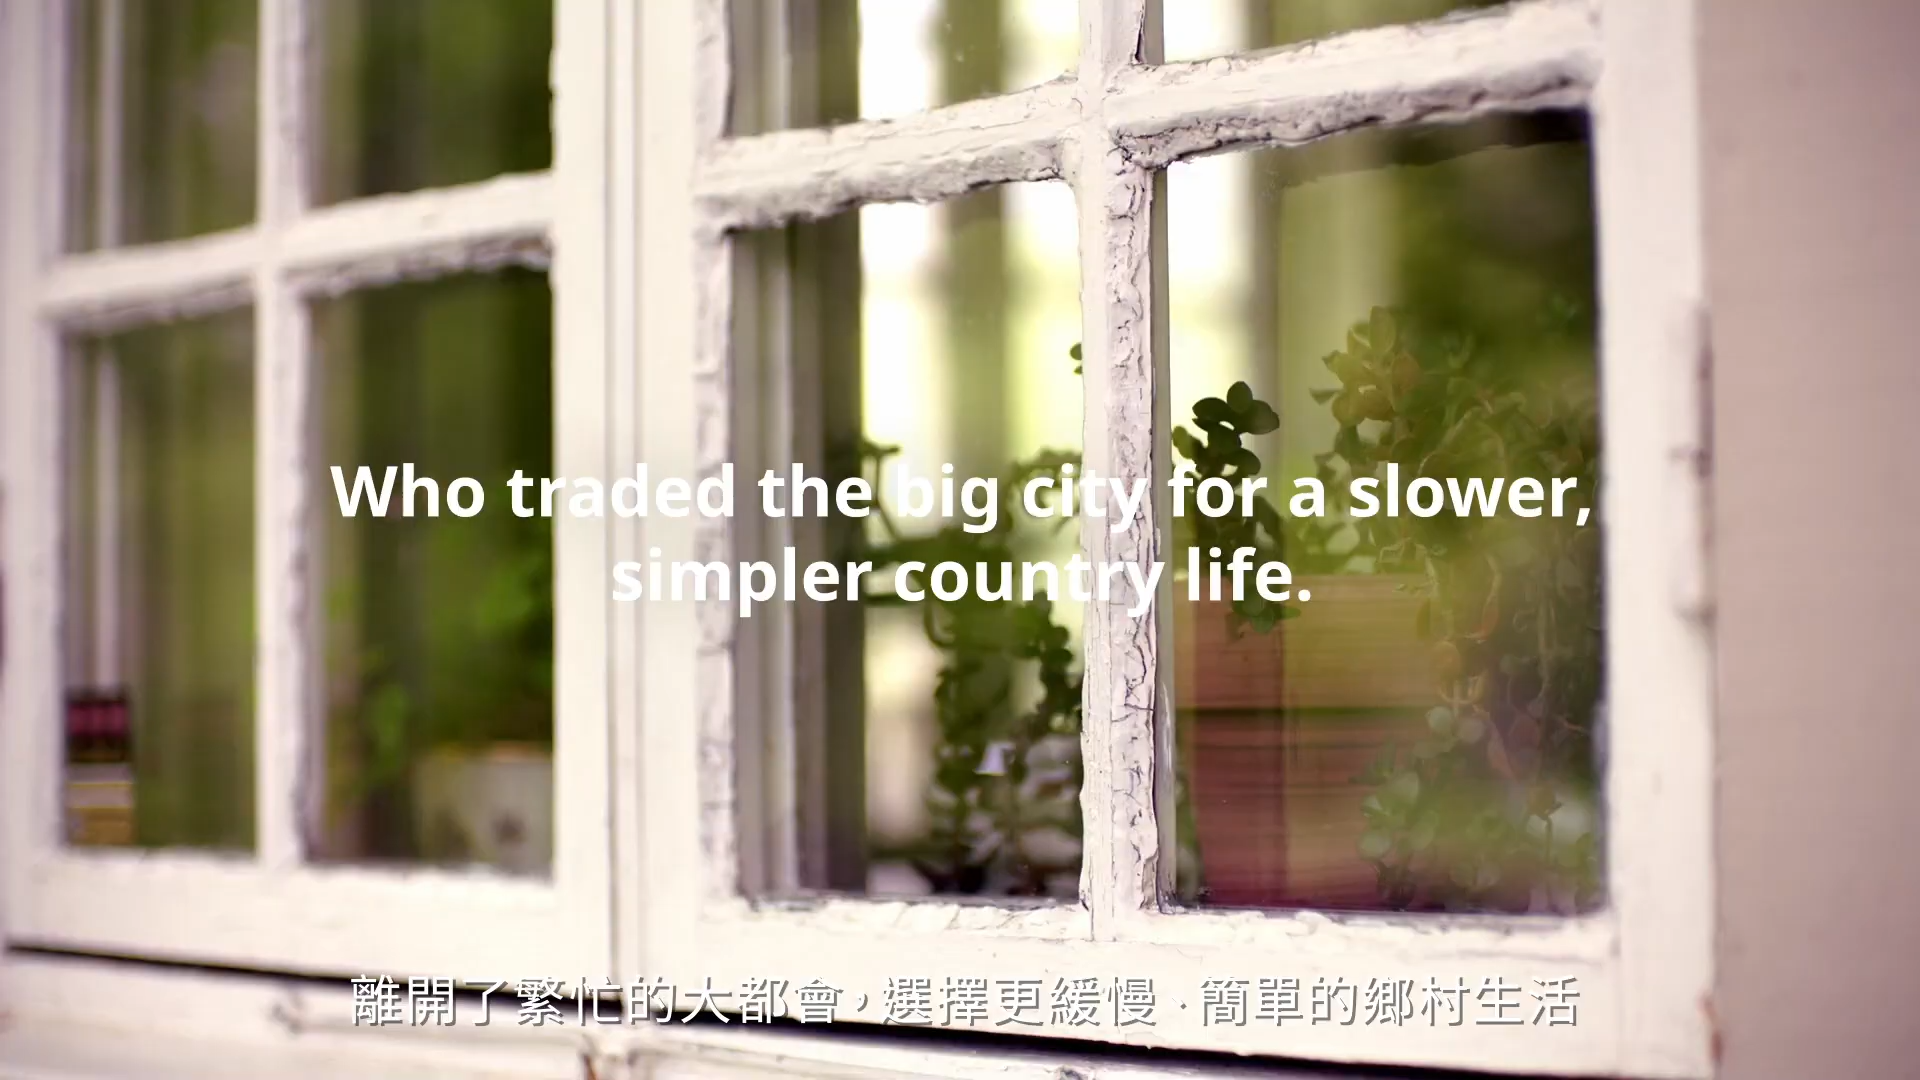 Who traded the big city for a slower,
simpler country life.
離開了繁忙的大都會，選擇更緩慢、簡單的鄉村生活